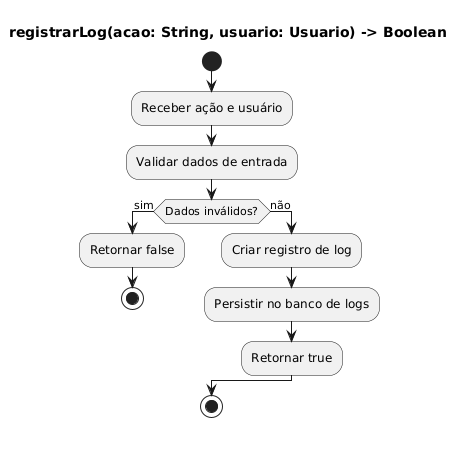 registrarLog(acao: String, usuario: Usuario) -> Boolean
Receber ação e usuário
Validar dados de entrada
sim
Dados inválidos?
não
Retornar false
Criar registro de log
Persistir no banco de logs
Retornar true